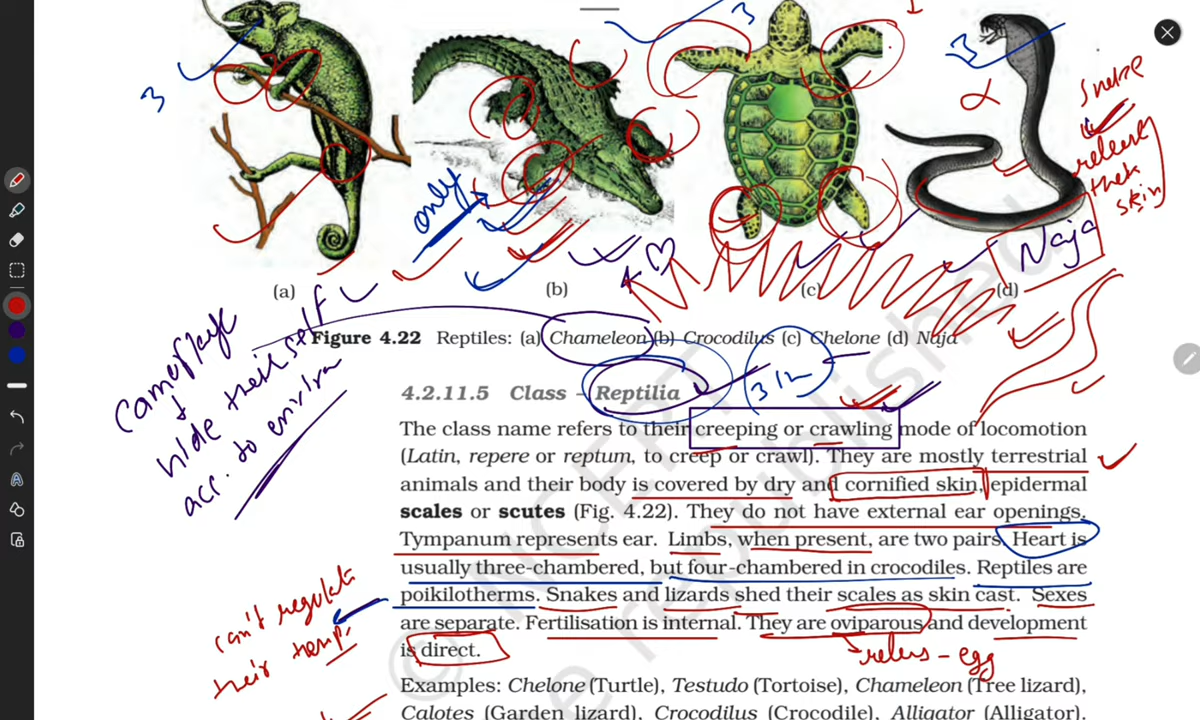 3
3
1
3
α
Snake
release
their
skin
only
Naja
4
(a)
(b)
(c)
(d)
Figure 4.22 Reptiles: (a) Chameleon (b) Crocodilus (c) Chelone (d) Naja
hide their self
acc. to
4.2.11.5 Class – Reptilia
The class name refers to their creeping or crawling mode of locomotion
(Latin, repere or reptum, to creep or crawl). They are mostly terrestrial
animals and their body is covered by dry and cornified skin, epidermal
scales or scutes (Fig. 4.22). They do not have external ear openings.
Tympanum represents ear. Limbs, when present, are two pairs. Heart is
usually three-chambered, but four-chambered in crocodiles. Reptiles are
poikilotherms. Snakes and lizards shed their scales as skin cast. Sexes
are separate. Fertilisation is internal. They are oviparous and development
is direct.
can't regulate
their temp.
relers - egg
Examples: Chelone (Turtle), Testudo (Tortoise), Chameleon (Tree lizard),
Calotes (Garden lizard), Crocodilus (Crocodile), Alligator (Alligator).
© NCERT
be republished